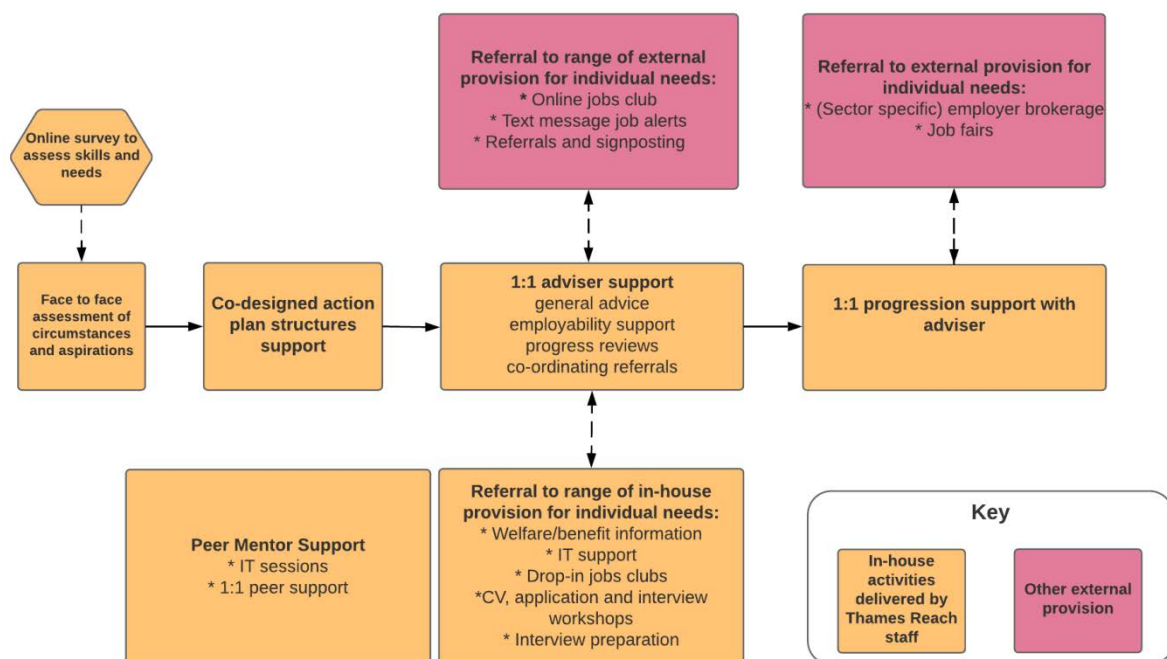 Online survey to
assess skills and
needs
Referral to range of external
provision for individual needs:
* Online jobs club
* Text message job alerts
* Referrals and signposting
Referral to external provision for
individual needs:
* (Sector specific) employer brokerage
* Job fairs
Face to face
assessment of
circumstances
and aspirations
Co-designed action
plan structures
support
1:1 adviser support
general advice
employability support
progress reviews
co-ordinating referrals
1:1 progression support with
adviser
Peer Mentor Support
* IT sessions
* 1:1 peer support
Referral to range of in-house
provision for individual needs:
* Welfare/benefit information
* IT support
* Drop-in jobs clubs
*CV, application and interview
workshops
* Interview preparation
Key
In-house
activities
delivered by
Thames Reach
staff
Other external
provision